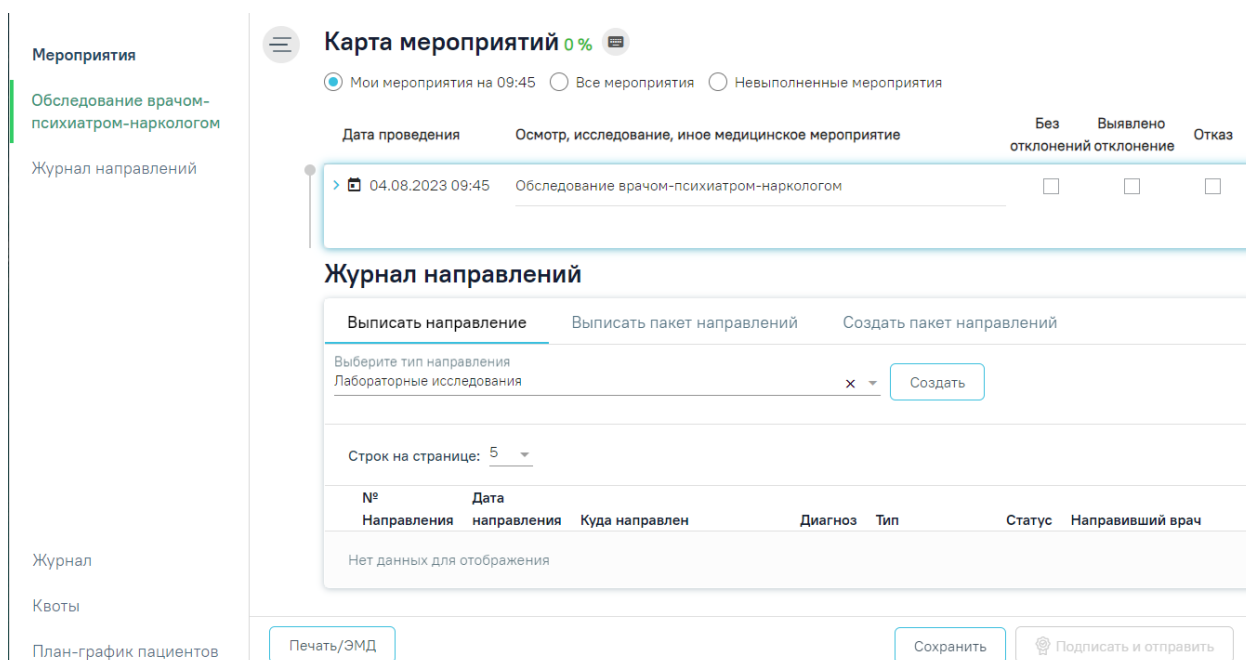 Мероприятия
Обследование врачом-
психиатром-наркологом
Журнал направлений
Журнал
Квоты
План-график пациентов
Карта мероприятий 0 %
Мои мероприятия на 09:45 Все мероприятия Невыполненные мероприятия
Дата проведения Осмотр, исследование, иное медицинское мероприятие Без отклонений Выявлено отклонение Отказ
04.08.2023 09:45 Обследование врачом-психиатром-наркологом
Журнал направлений
Выписать направление Выписать пакет направлений Создать пакет направлений
Выберите тип направления
Лабораторные исследования Создать
Строк на странице: 5
№ Направления Дата направления Куда направлен Диагноз Тип Статус Направивший врач
Нет данных для отображения
Печать/ЭМД Сохранить Подписать и отправить